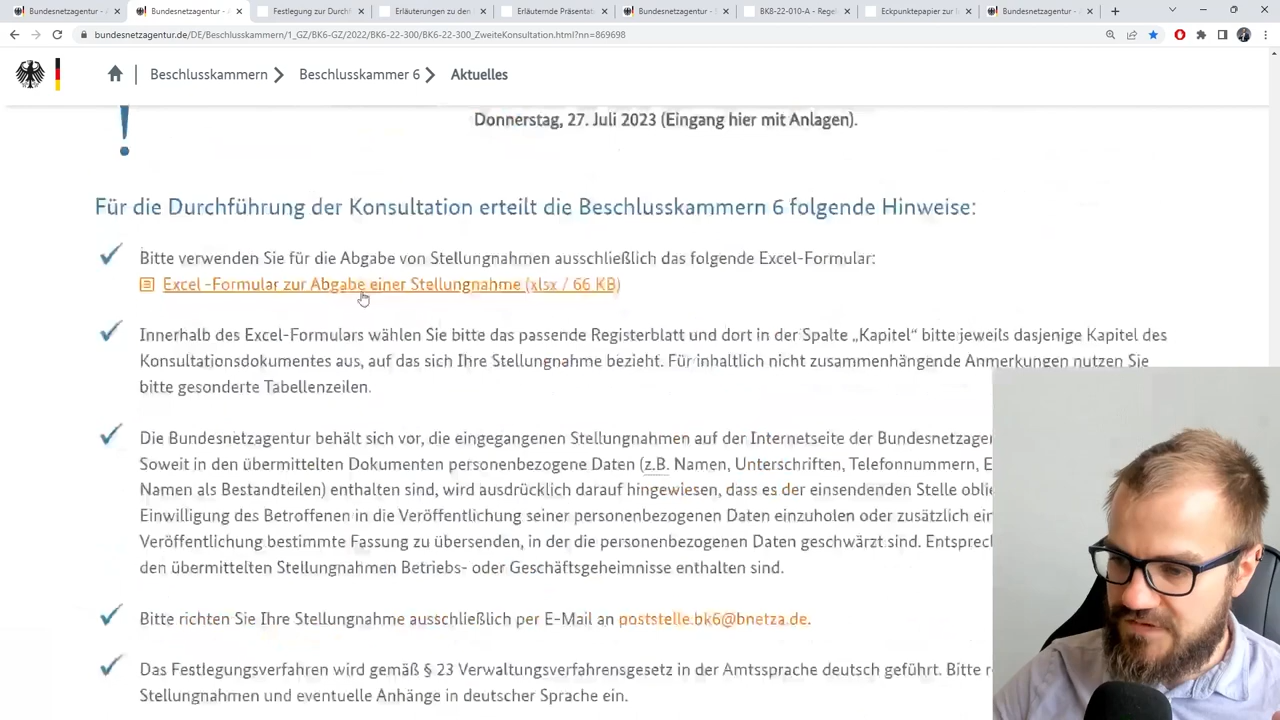 Bundesnetzagentur - A
Bundesnetzagentur - A
Festlegung zur Durchf
Erläuterungen zu den
Erläuternde Präsentat
Bundesnetzagentur -
BK8-22-010-A - Rege
Eckpunktepapier zur
Bundesnetzagentur - A
bundesnetzagentur.de/DE/Beschlusskammern/1_GZ/BK6-GZ/2022/BK6-22-300/BK6-22-300_ZweiteKonsultation.html?nn=869698
Beschlusskammern
Beschlusskammer 6
Aktuelles
Donnerstag, 27. Juli 2023 (Eingang hier mit Anlagen).
Für die Durchführung der Konsultation erteilt die Beschlusskammern 6 folgende Hinweise:
Bitte verwenden Sie für die Abgabe von Stellungnahmen ausschließlich das folgende Excel-Formular:
Excel -Formular zur Abgabe einer Stellungnahme (xlsx / 66 KB)
Innerhalb des Excel-Formulars wählen Sie bitte das passende Registerblatt und dort in der Spalte „Kapitel“ bitte jeweils dasjenige Kapitel des
Konsultationsdokumentes aus, auf das sich Ihre Stellungnahme bezieht. Für inhaltlich nicht zusammenhängende Anmerkungen nutzen Sie
bitte gesonderte Tabellenzeilen.
Die Bundesnetzagentur behält sich vor, die eingegangenen Stellungnahmen auf der Internetseite der Bundesnetzager
Soweit in den übermittelten Dokumenten personenbezogene Daten (z.B. Namen, Unterschriften, Telefonnummern, E
Namen als Bestandteilen) enthalten sind, wird ausdrücklich darauf hingewiesen, dass es der einsendenden Stelle oblie
Einwilligung des Betroffenen in die Veröffentlichung seiner personenbezogenen Daten einzuholen oder zusätzlich ein
Veröffentlichung bestimmte Fassung zu übersenden, in der die personenbezogenen Daten geschwärzt sind. Entsprecl
den übermittelten Stellungnahmen Betriebs- oder Geschäftsgeheimnisse enthalten sind.
Bitte richten Sie Ihre Stellungnahme ausschließlich per E-Mail an poststelle.bk6@bnetza.de.
Das Festlegungsverfahren wird gemäß § 23 Verwaltungsverfahrensgesetz in der Amtssprache deutsch geführt. Bitte r
Stellungnahmen und eventuelle Anhänge in deutscher Sprache ein.